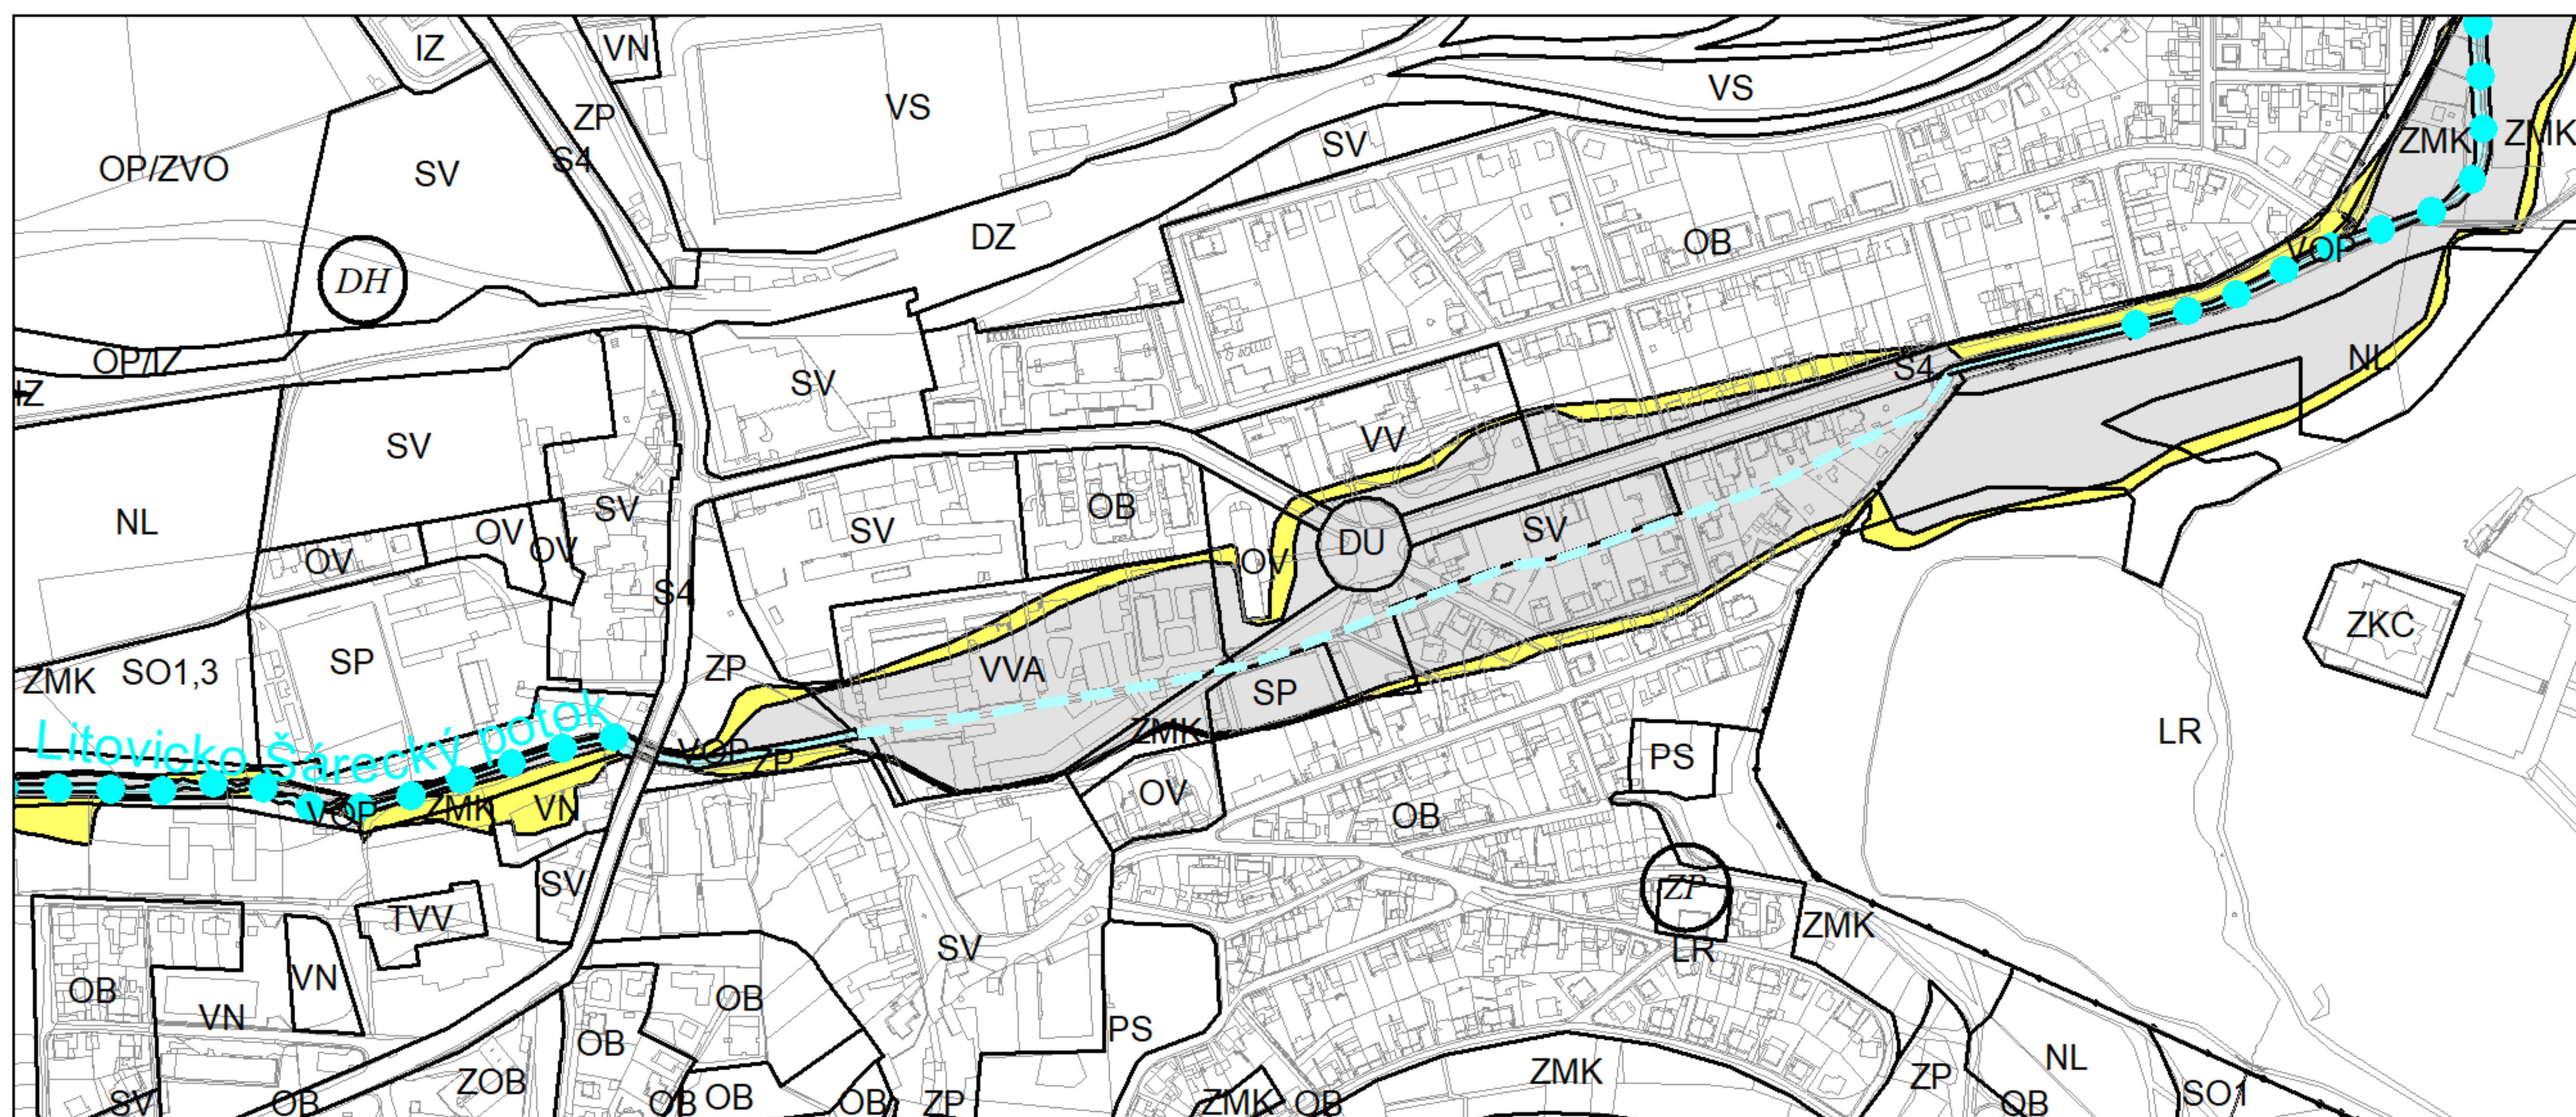 IZ
VN
VS
VS
ZP
S4
OP/ZVO
SV
SV
ZMK
ZMK
DZ
OB
VOP
DH
OP/IZ
IZ
SV
S4
NL
SV
VV
NL
SV
SV
OB
SV
DU
SV
OV
OV
OV
OV
S4
ZKC
ZMK
SO1,3
SP
ZP
VVA
SP
Litovicko Šárecký potok
VOP
ZP
ZMK
LR
PS
VOP
ZMK
VN
OV
OB
SV
TVV
ZP
LR
ZMK
SV
OB
VN
VN
OB
OB
PS
ZOB
ZMK
NL
ZP
SV
OB
OB
OB
OB
ZP
ZMK
OB
OB
SO1